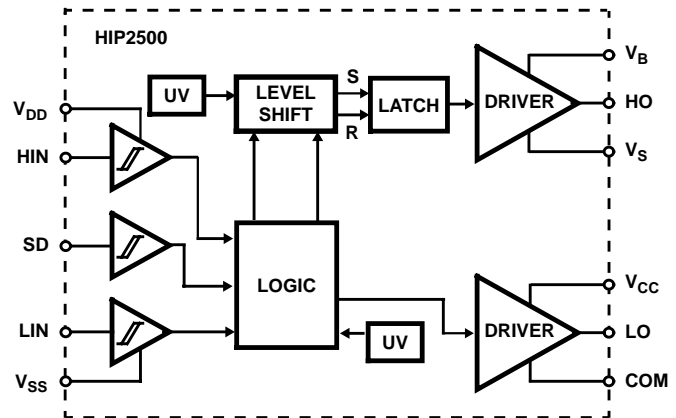 HIP2500
V_DD
HIN
SD
LIN
V_SS
UV
LEVEL
SHIFT
S
R
LATCH
DRIVER
V_B
HO
V_S
LOGIC
UV
DRIVER
V_CC
LO
COM